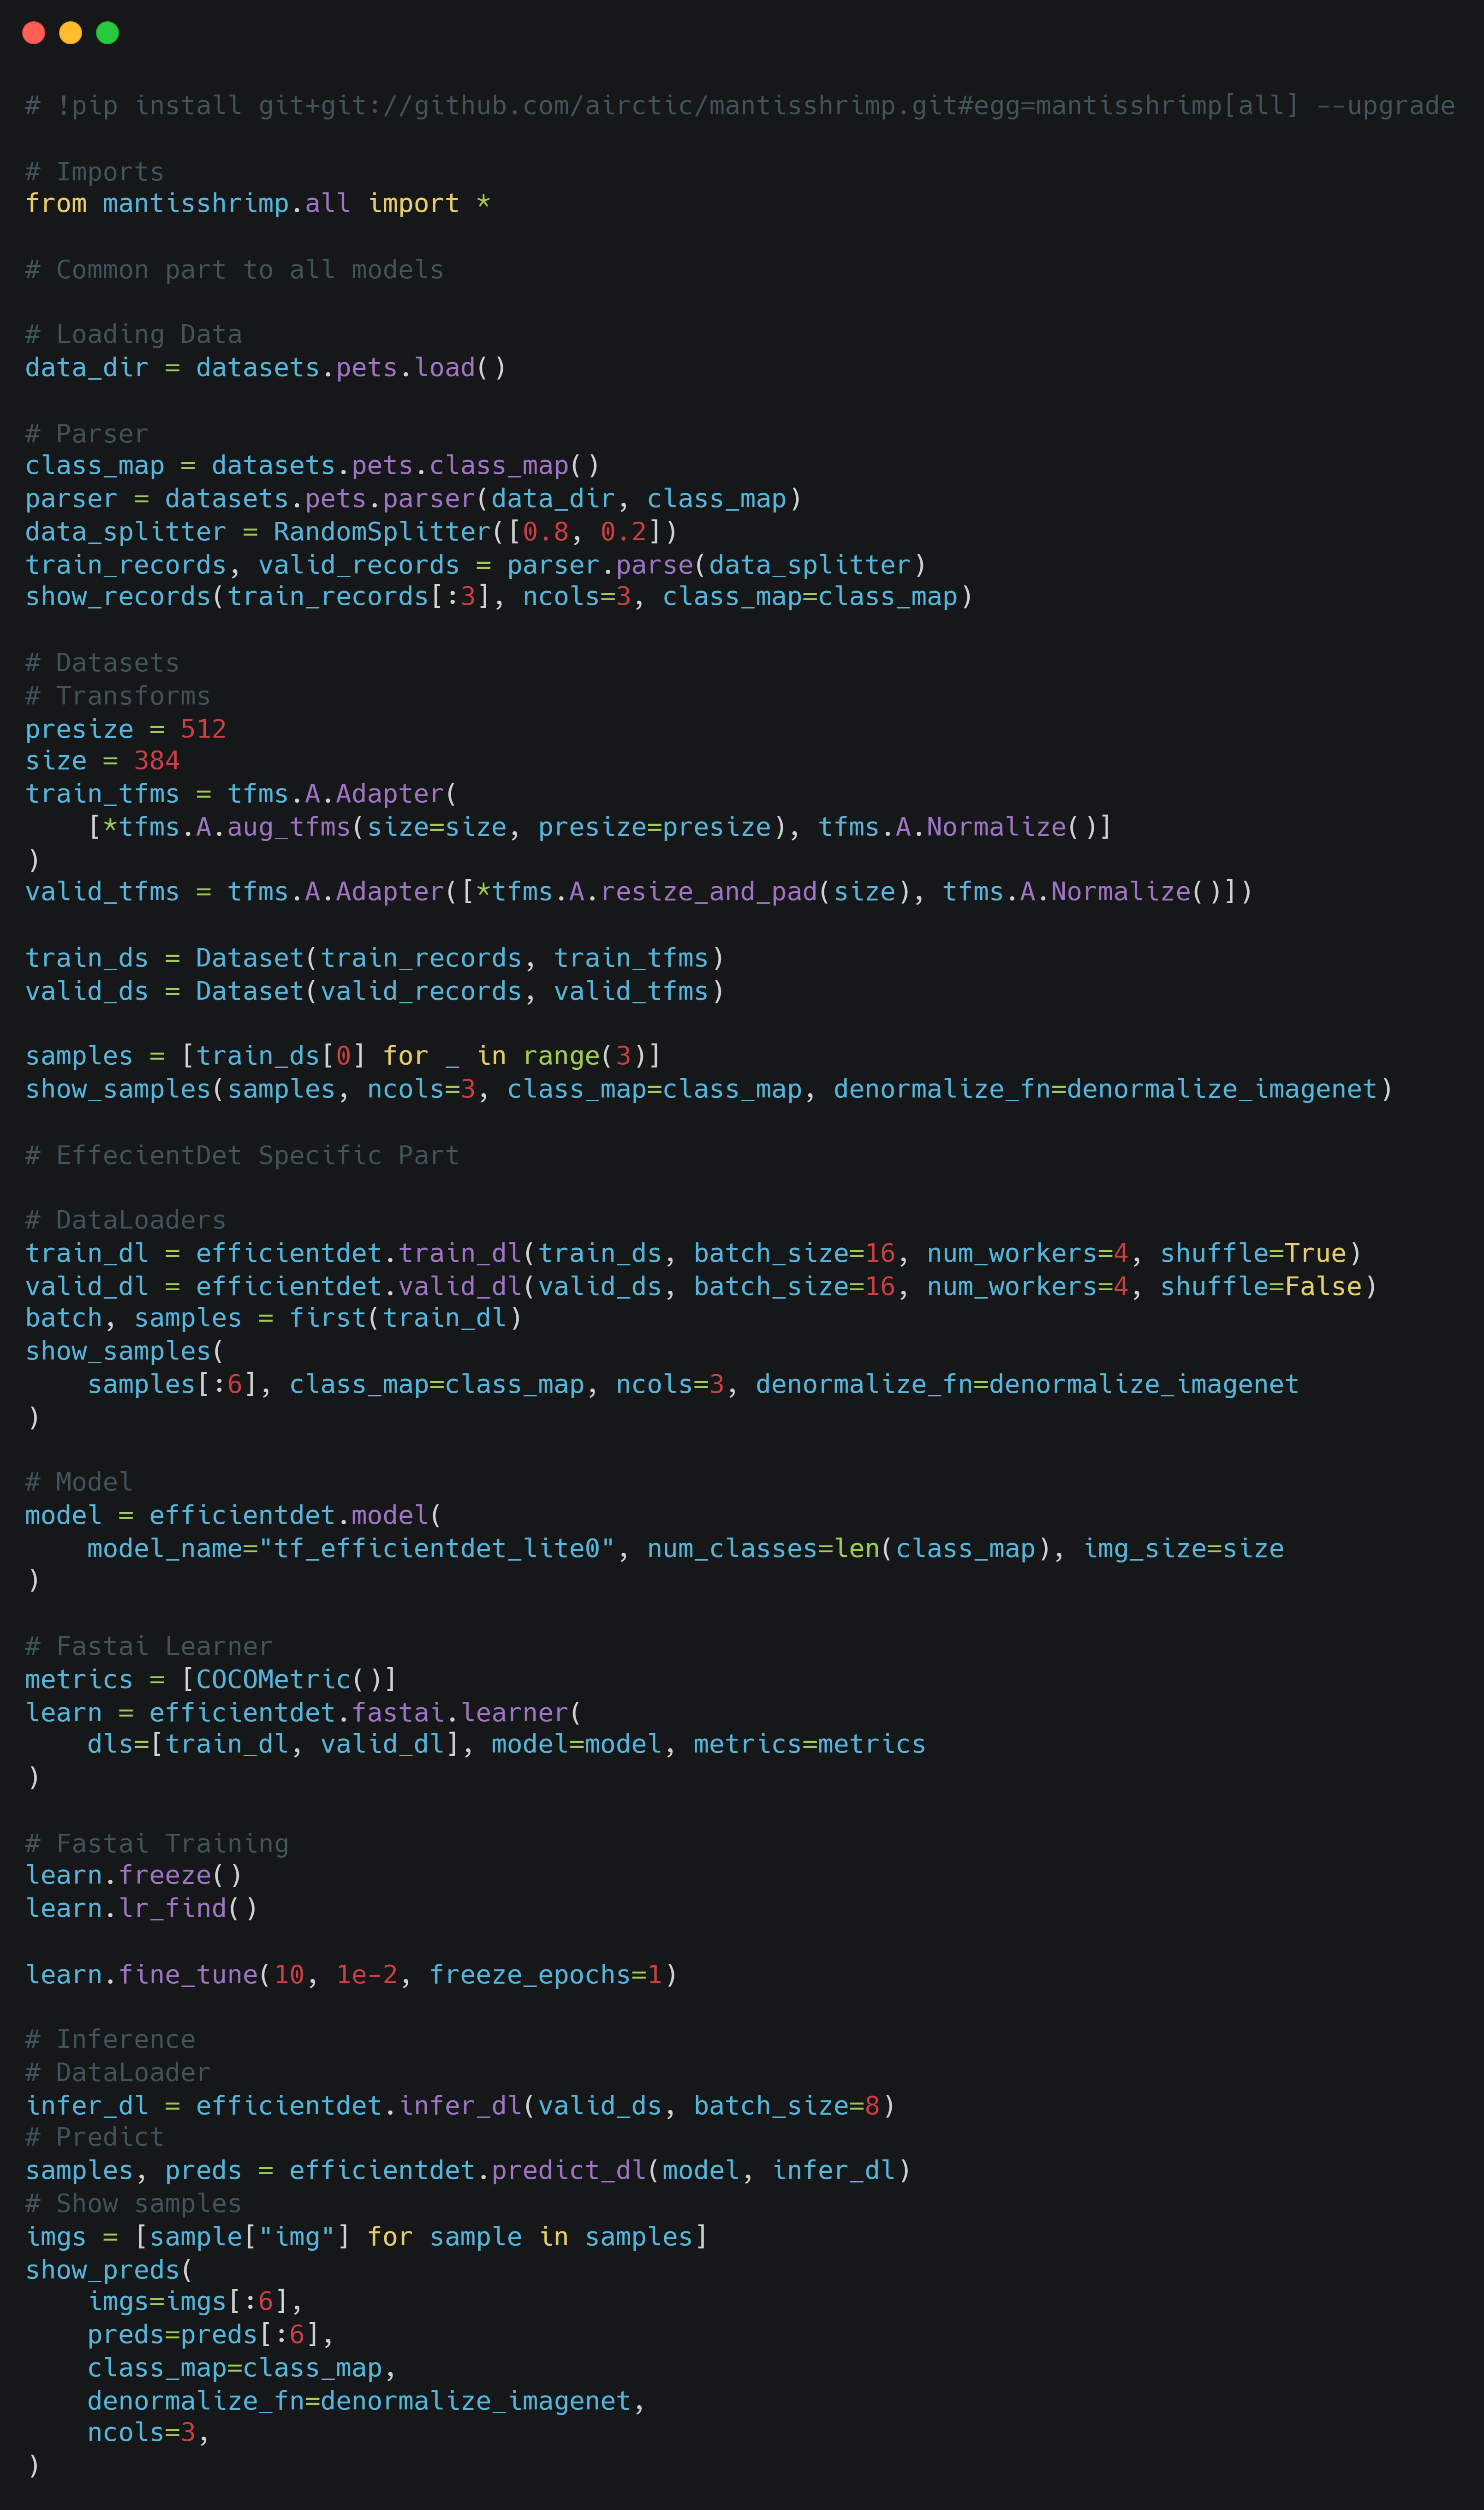 # !pip install git+git://github.com/airctic/mantisshrimp.git#egg=mantisshrimp[all] --upgrade

# Imports
from mantisshrimp.all import *

# Common part to all models

# Loading Data
data_dir = datasets.pets.load()

# Parser
class_map = datasets.pets.class_map()
parser = datasets.pets.parser(data_dir, class_map)
data_splitter = RandomSplitter([0.8, 0.2])
train_records, valid_records = parser.parse(data_splitter)
show_records(train_records[:3], ncols=3, class_map=class_map)

# Datasets
# Transforms
presize = 512
size = 384
train_tfms = tfms.A.Adapter(
    [*tfms.A.aug_tfms(size=size, presize=presize), tfms.A.Normalize()]
)
valid_tfms = tfms.A.Adapter([*tfms.A.resize_and_pad(size), tfms.A.Normalize()])

train_ds = Dataset(train_records, train_tfms)
valid_ds = Dataset(valid_records, valid_tfms)

samples = [train_ds[0] for _ in range(3)]
show_samples(samples, ncols=3, class_map=class_map, denormalize_fn=denormalize_imagenet)

# EffecientDet Specific Part

# DataLoaders
train_dl = efficientdet.train_dl(train_ds, batch_size=16, num_workers=4, shuffle=True)
valid_dl = efficientdet.valid_dl(valid_ds, batch_size=16, num_workers=4, shuffle=False)
batch, samples = first(train_dl)
show_samples(
    samples[:6], class_map=class_map, ncols=3, denormalize_fn=denormalize_imagenet
)

# Model
model = efficientdet.model(
    model_name="tf_efficientdet_lite0", num_classes=len(class_map), img_size=size
)

# Fastai Learner
metrics = [COCOMetric()]
learn = efficientdet.fastai.learner(
    dls=[train_dl, valid_dl], model=model, metrics=metrics
)

# Fastai Training
learn.freeze()
learn.lr_find()

learn.fine_tune(10, 1e-2, freeze_epochs=1)

# Inference
# DataLoader
infer_dl = efficientdet.infer_dl(valid_ds, batch_size=8)
# Predict
samples, preds = efficientdet.predict_dl(model, infer_dl)
# Show samples
imgs = [sample["img"] for sample in samples]
show_preds(
    imgs=imgs[:6],
    preds=preds[:6],
    class_map=class_map,
    denormalize_fn=denormalize_imagenet,
    ncols=3,
)